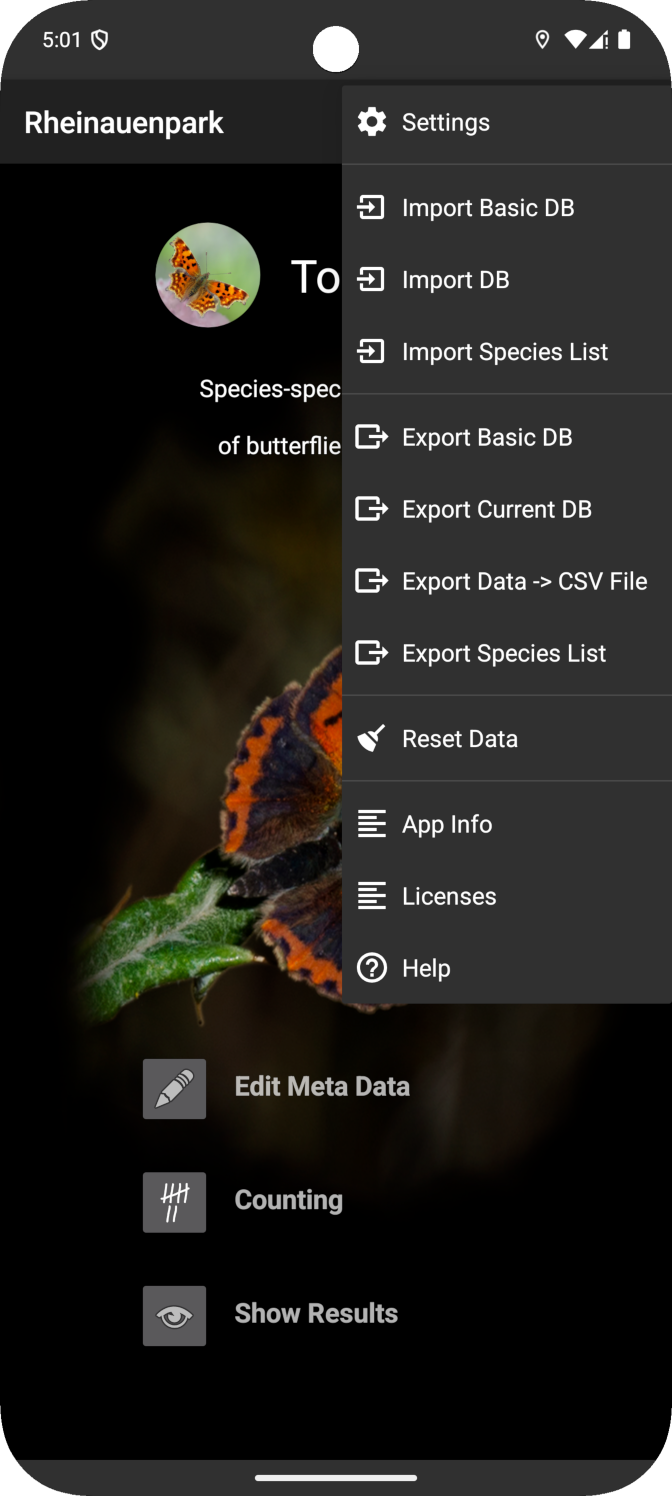 5:01
Rheinauenpark
Settings
Import Basic DB
Import DB
Import Species List
Export Basic DB
Export Current DB
Export Data -> CSV File
Export Species List
Reset Data
App Info
Licenses
Help
To
Species-spec
of butterflie
Edit Meta Data
Counting
Show Results